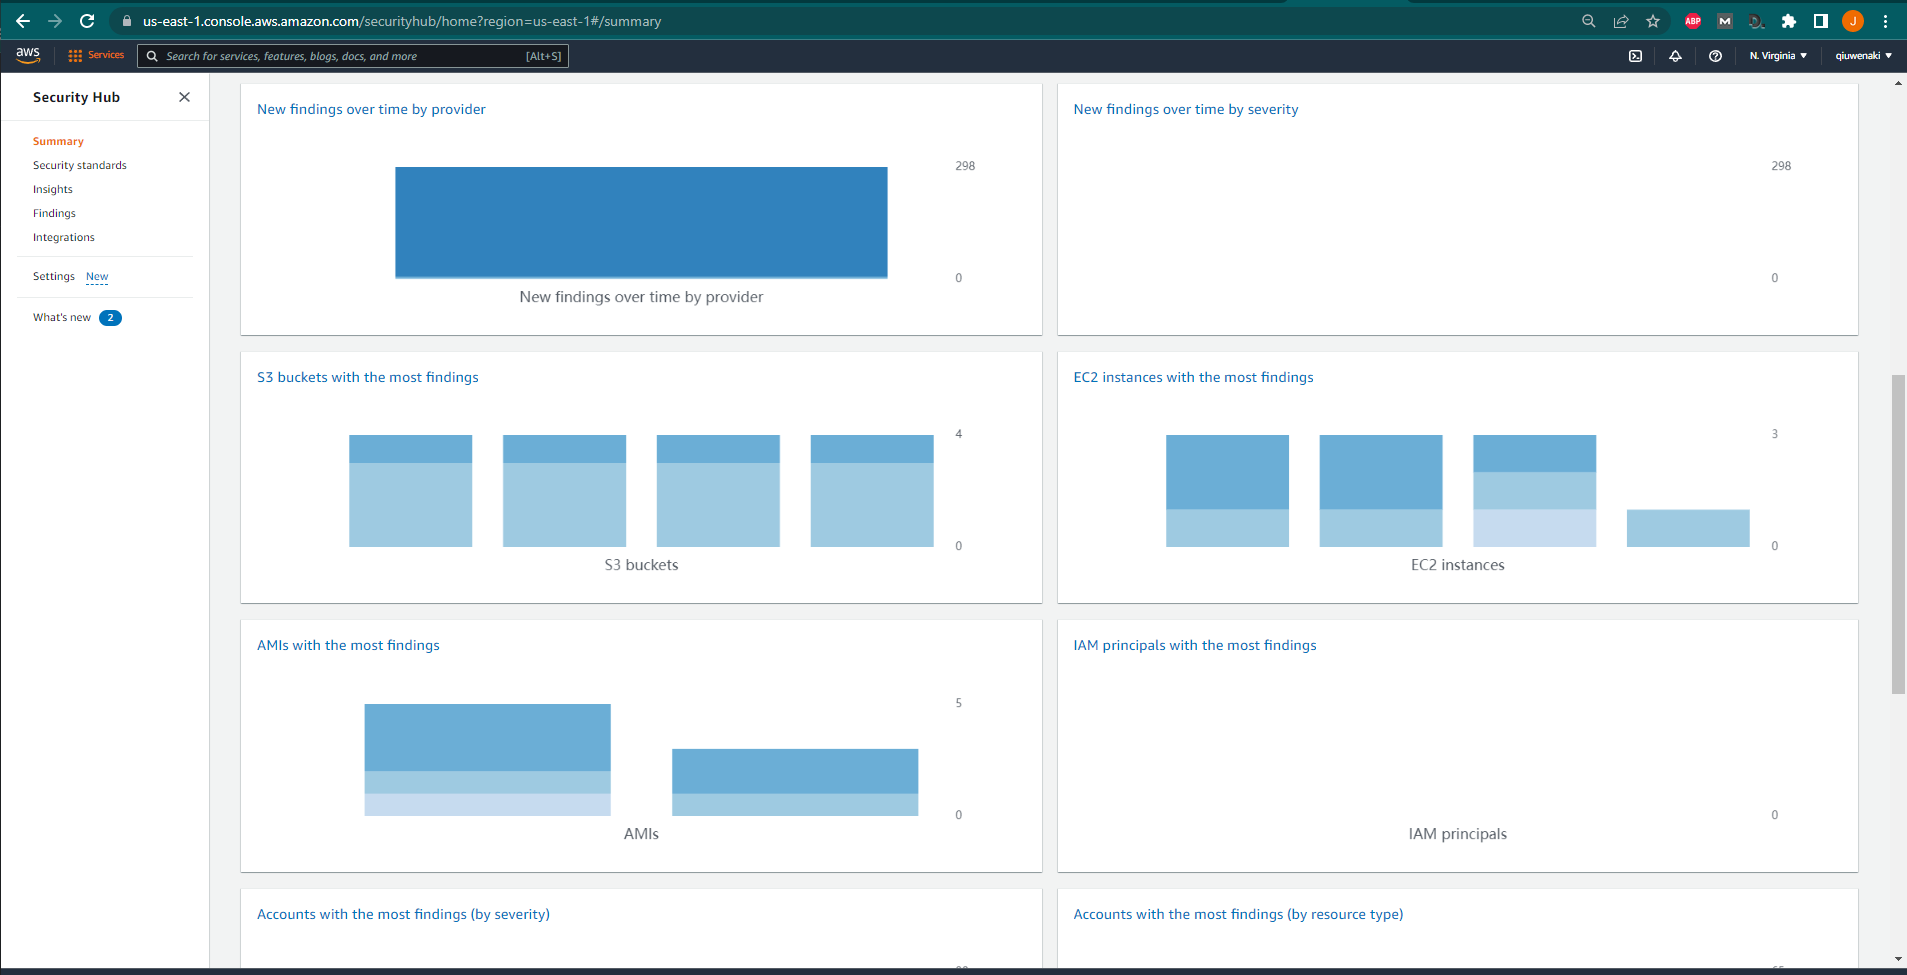 us-east-1.console.aws.amazon.com/securityhub/home?region=us-east-1#/summary
ABP
M
J
aws
Services
Search for services, features, blogs, docs, and more
[Alt+S]
N. Virginia
qiuwenaki
Security Hub
Summary
Security standards
Insights
Findings
Integrations
Settings New
What's new 2
New findings over time by provider
298
0
New findings over time by provider
New findings over time by severity
298
0
S3 buckets with the most findings
4
0
S3 buckets
EC2 instances with the most findings
3
0
EC2 instances
AMIs with the most findings
5
0
AMIs
IAM principals with the most findings
0
IAM principals
Accounts with the most findings (by severity)
Accounts with the most findings (by resource type)